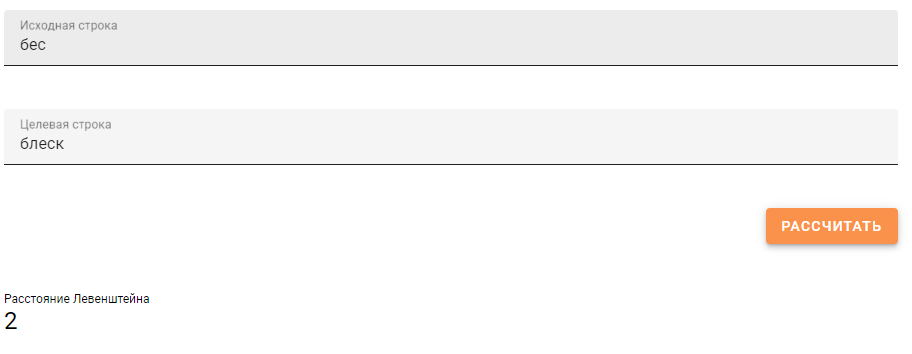 Исходная строка
бес
Целевая строка
блеск
РАССЧИТАТЬ
Расстояние Левенштейна
2